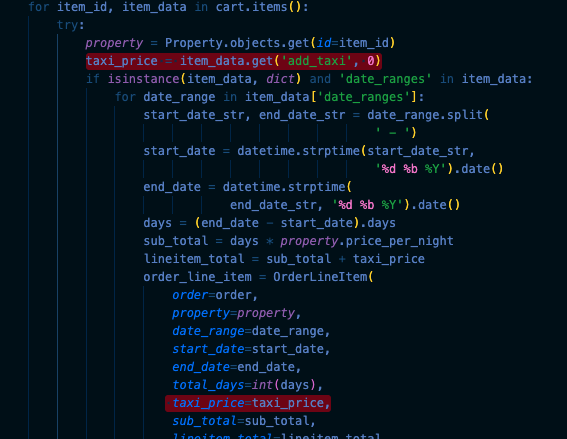 for item_id, item_data in cart.items():
try:
property = Property.objects.get(id=item_id)
taxi_price = item_data.get('add_taxi', 0)
if isinstance(item_data, dict) and 'date_ranges' in item_data:
for date_range in item_data['date_ranges']:
start_date_str, end_date_str = date_range.split(
' - ')
start_date = datetime.strptime(start_date_str,
'%d %b %Y').date()
end_date = datetime.strptime(
end_date_str, '%d %b %Y').date()
days = (end_date - start_date).days
sub_total = days * property.price_per_night
lineitem_total = sub_total + taxi_price
order_line_item = OrderLineItem(
order=order,
property=property,
date_range=date_range,
start_date=start_date,
end_date=end_date,
total_days=int(days),
taxi_price=taxi_price,
sub_total=sub_total,
lineitem_total=lineitem_total